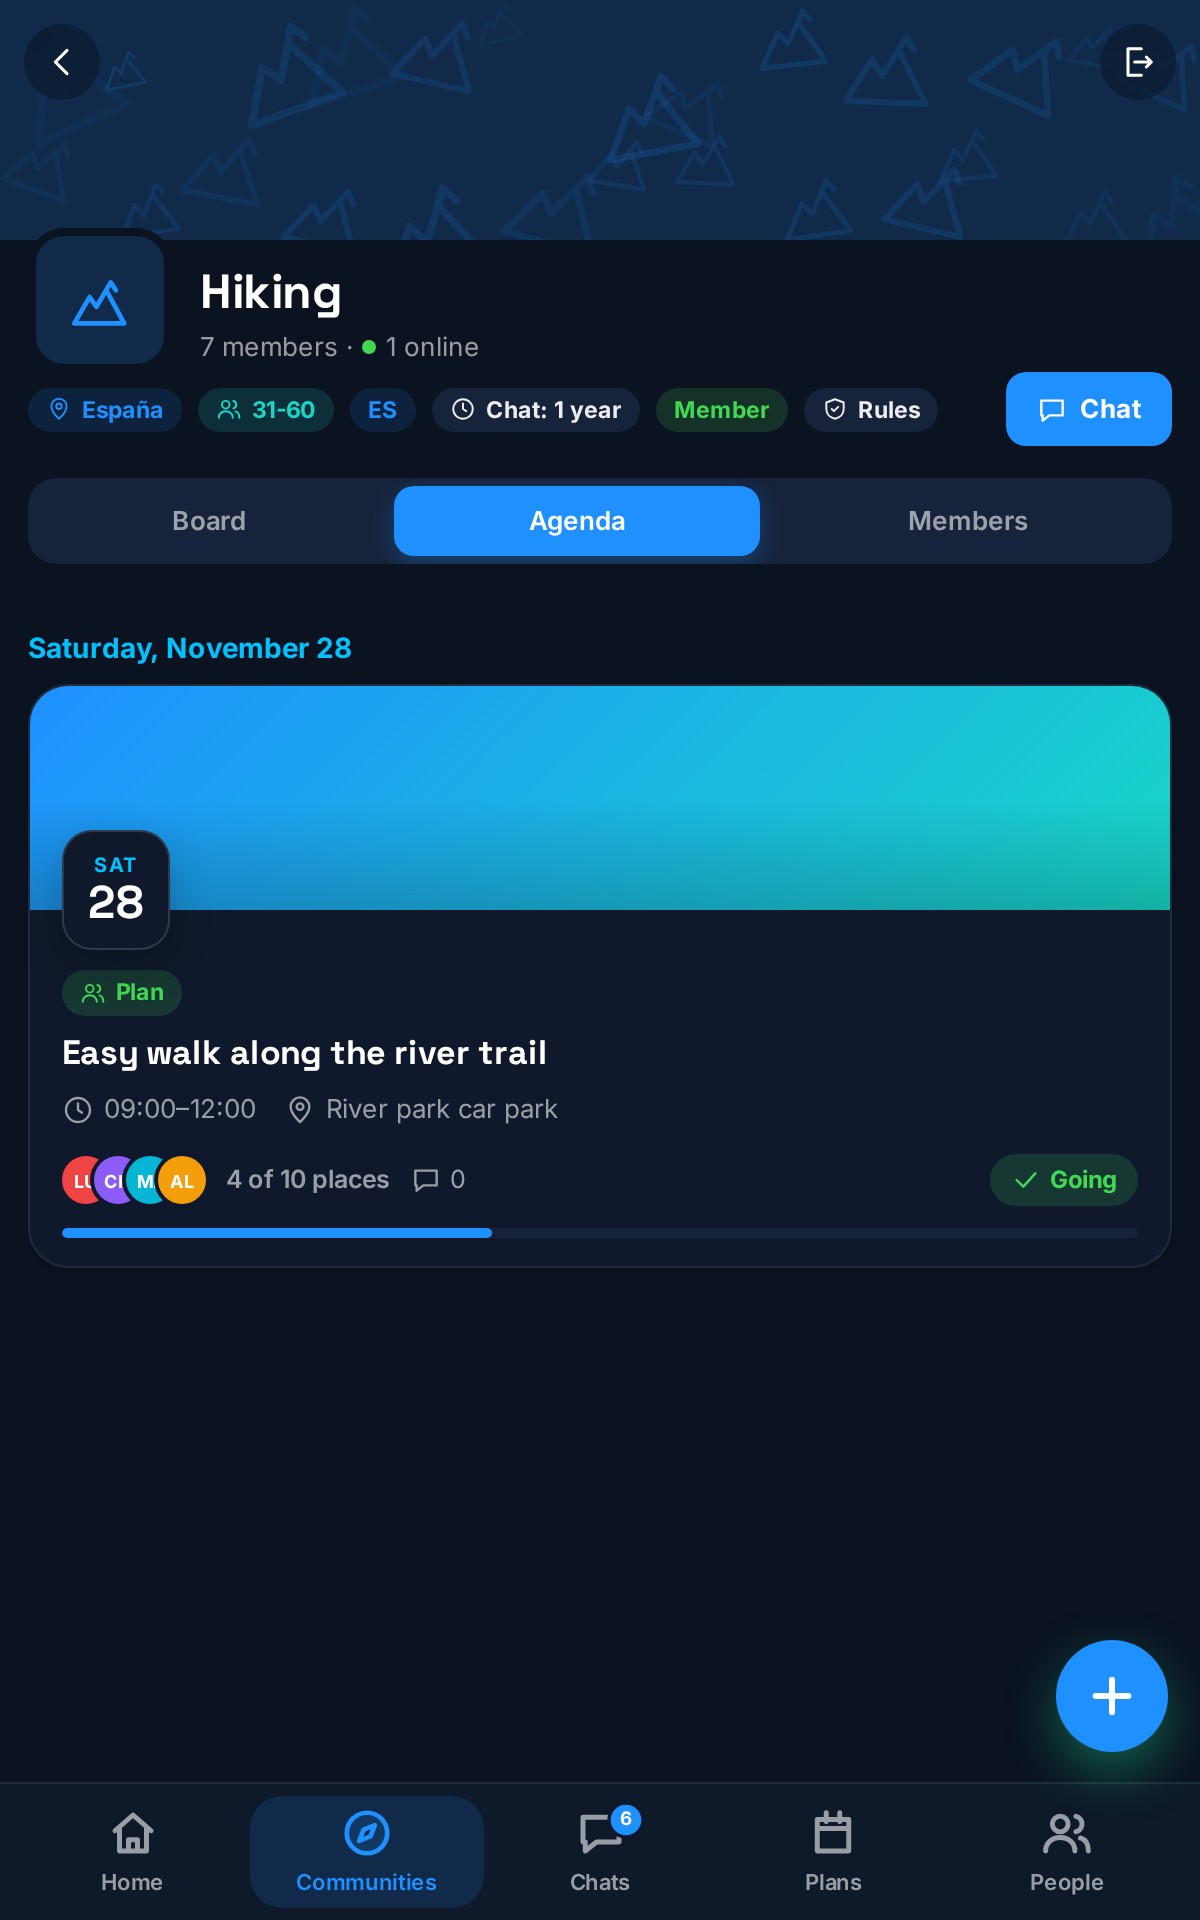 Hiking
7 members · 1 online
España 31-60 ES Chat: 1 year Member Rules Chat
Board Agenda Members
Saturday, November 28
SAT
28
Plan
Easy walk along the river trail
09:00–12:00 River park car park
AL 4 of 10 places 0 Going
6
Home Communities Chats Plans People